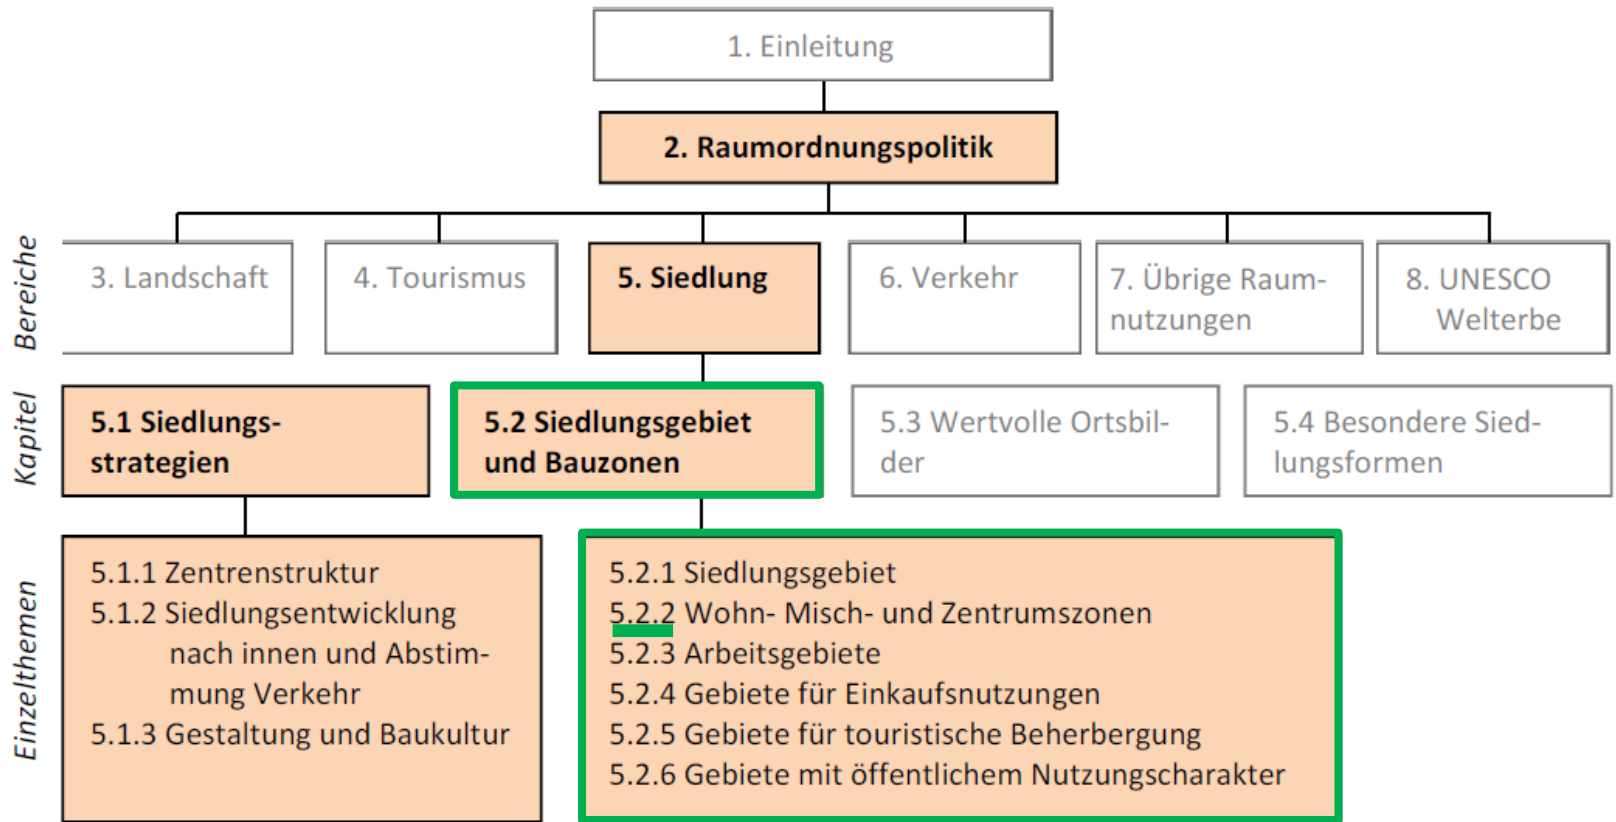 1. Einleitung
2. Raumordnungspolitik
Bereiche
3. Landschaft
4. Tourismus
5. Siedlung
6. Verkehr
7. Übrige Raum-
nutzungen
8. UNESCO
Welterbe
Kapitel
5.1 Siedlungs-
strategien
5.2 Siedlungsgebiet
und Bauzonen
5.3 Wertvolle Ortsbil-
der
5.4 Besondere Sied-
lungsformen
Einzelthemen
5.1.1 Zentrenstruktur
5.1.2 Siedlungsentwicklung
nach innen und Abstim-
mung Verkehr
5.1.3 Gestaltung und Baukultur
5.2.1 Siedlungsgebiet
5.2.2 Wohn- Misch- und Zentrumszonen
5.2.3 Arbeitsgebiete
5.2.4 Gebiete für Einkaufsnutzungen
5.2.5 Gebiete für touristische Beherbergung
5.2.6 Gebiete mit öffentlichem Nutzungscharakter